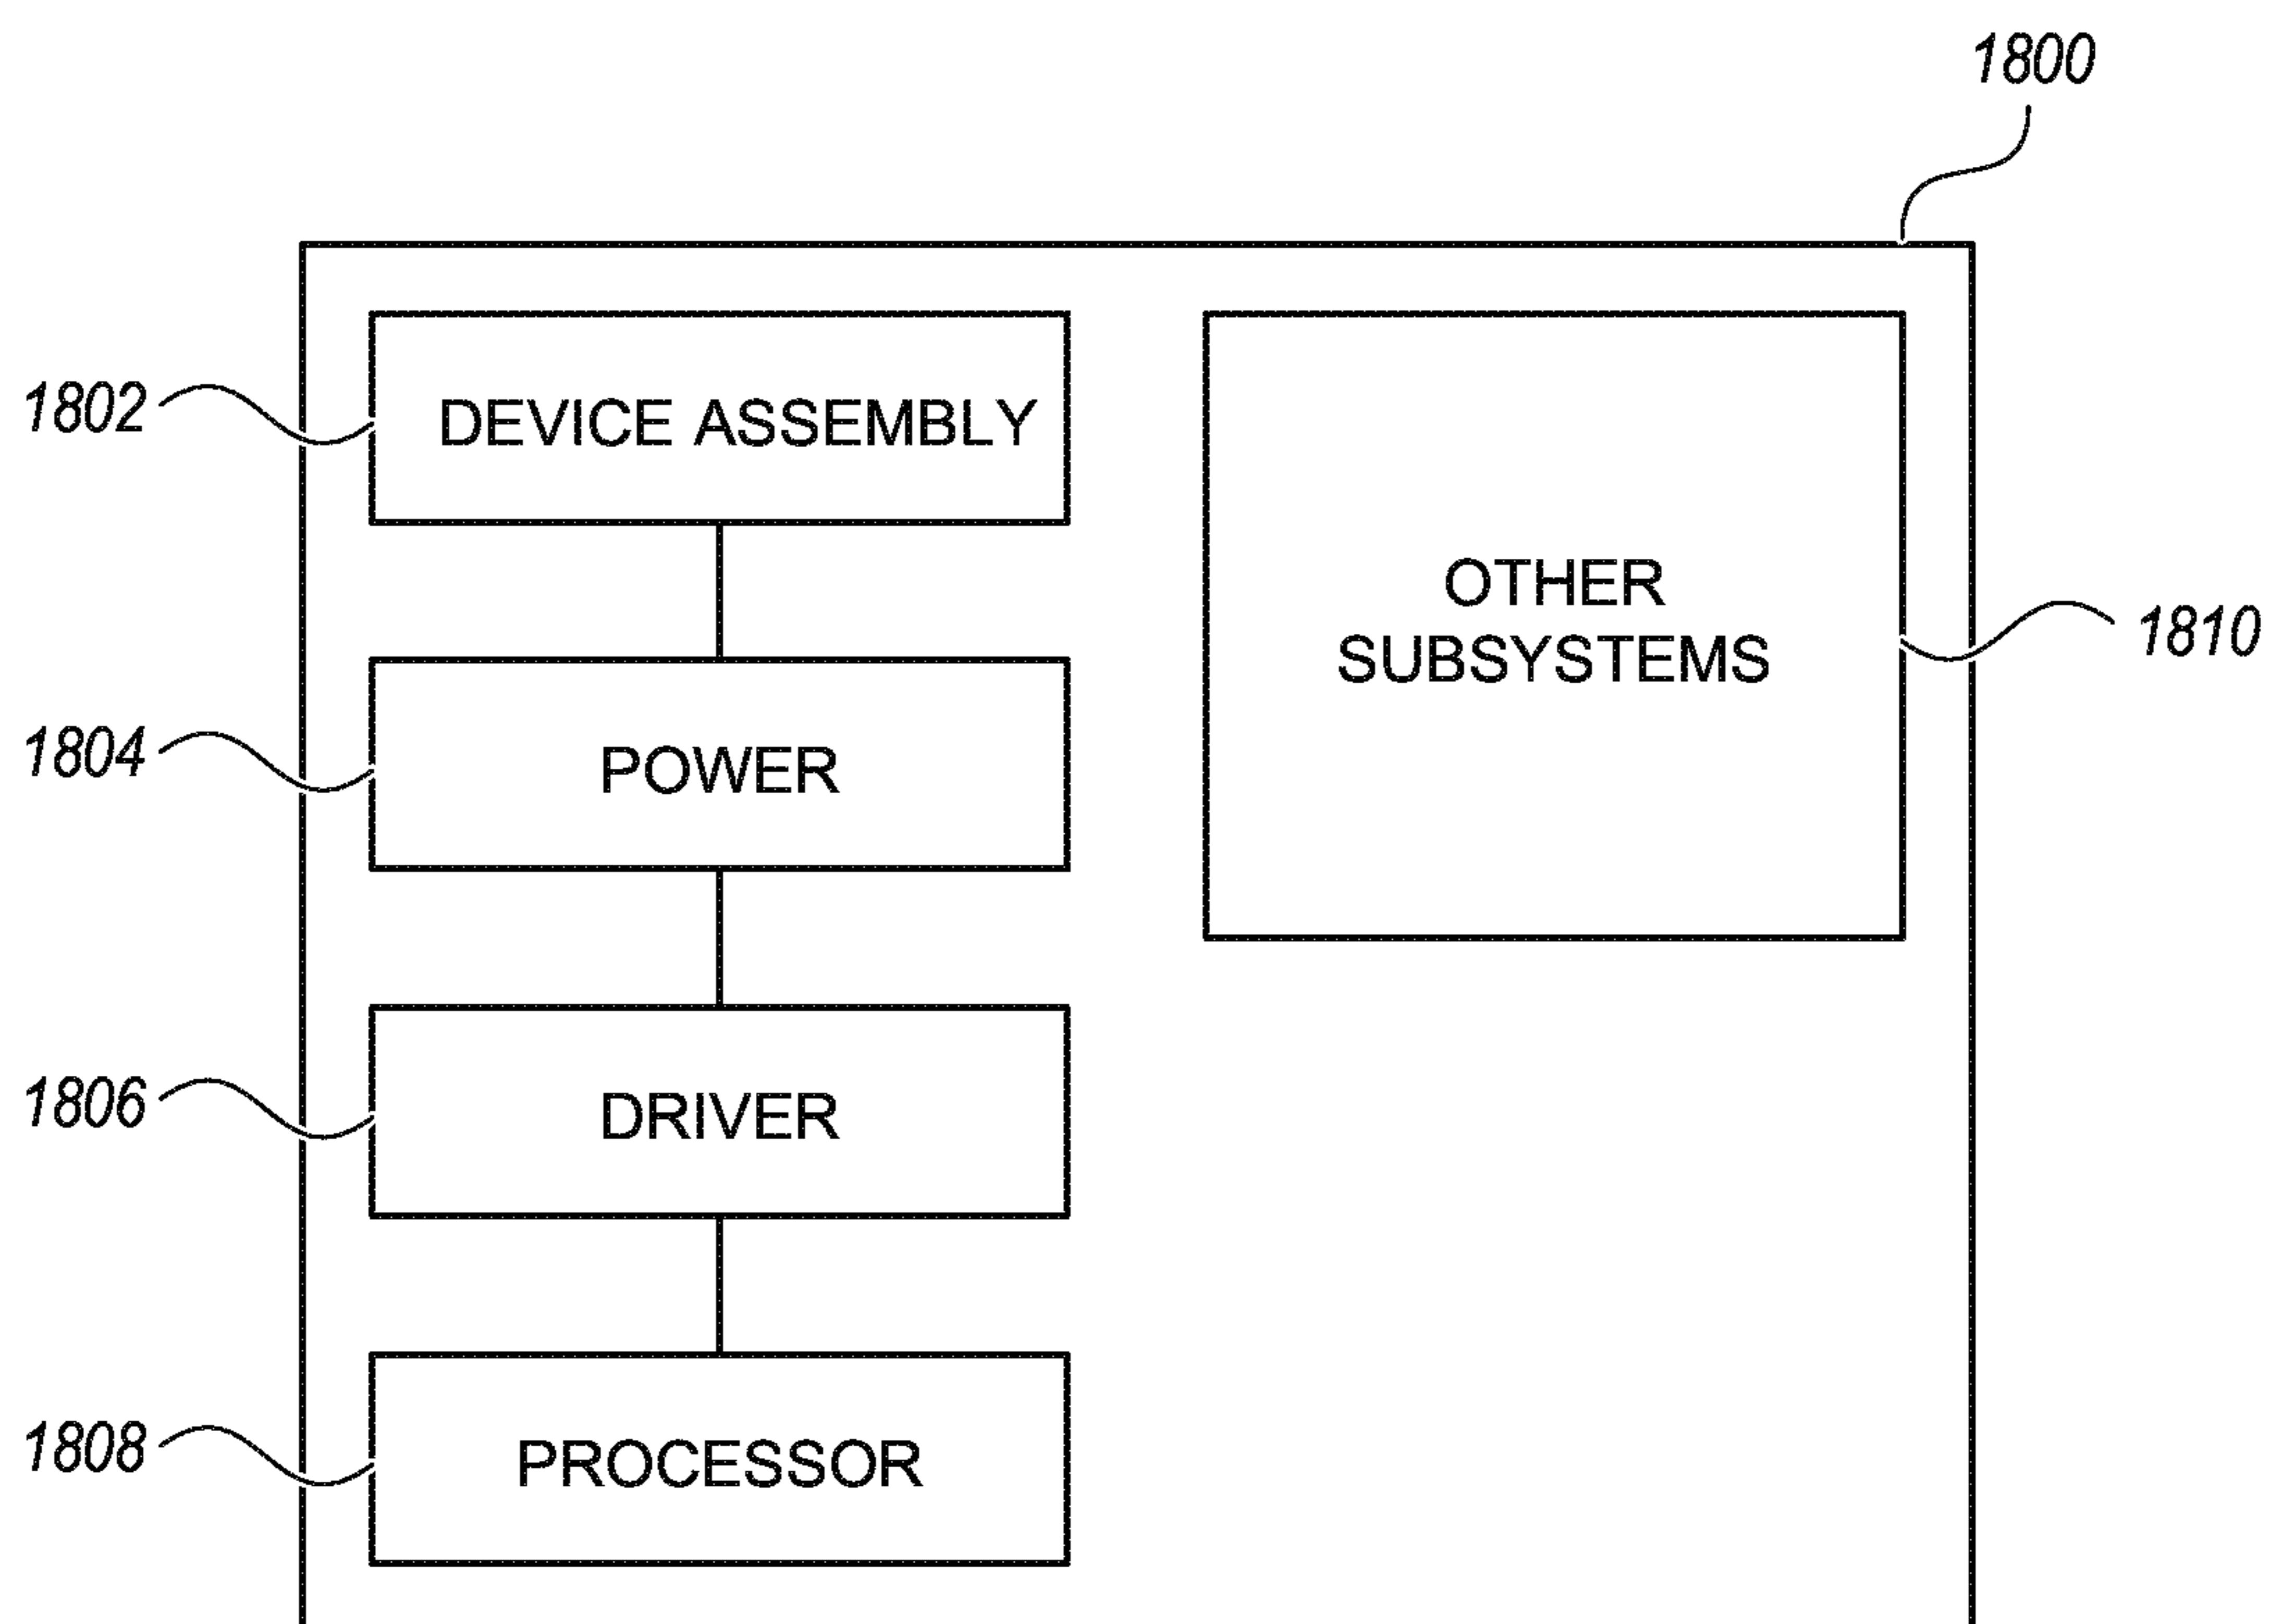 1800
1802
DEVICE ASSEMBLY
OTHER
SUBSYSTEMS
1810
1804
POWER
1806
DRIVER
1808
PROCESSOR